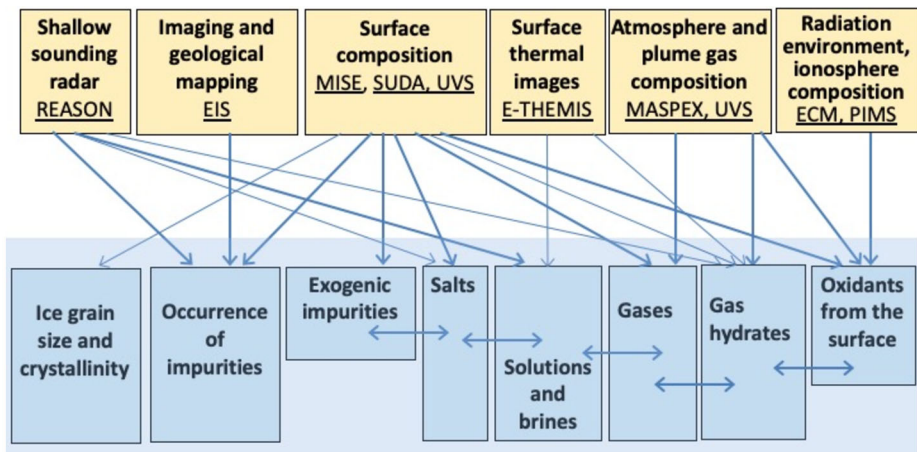 Shallow
sounding
radar
REASON
Imaging and
geological
mapping
EIS
Surface
composition
MISE, SUDA, UVS
Surface
thermal
images
E-THEMIS
Atmosphere and
plume gas
composition
MASPEX, UVS
Radiation
environment,
ionosphere
composition
ECM, PIMS
Ice grain
size and
crystallinity
Occurrence
of
impurities
Exogenic
impurities
Salts
Solutions
and
brines
Gases
Gas
hydrates
Oxidants
from the
surface